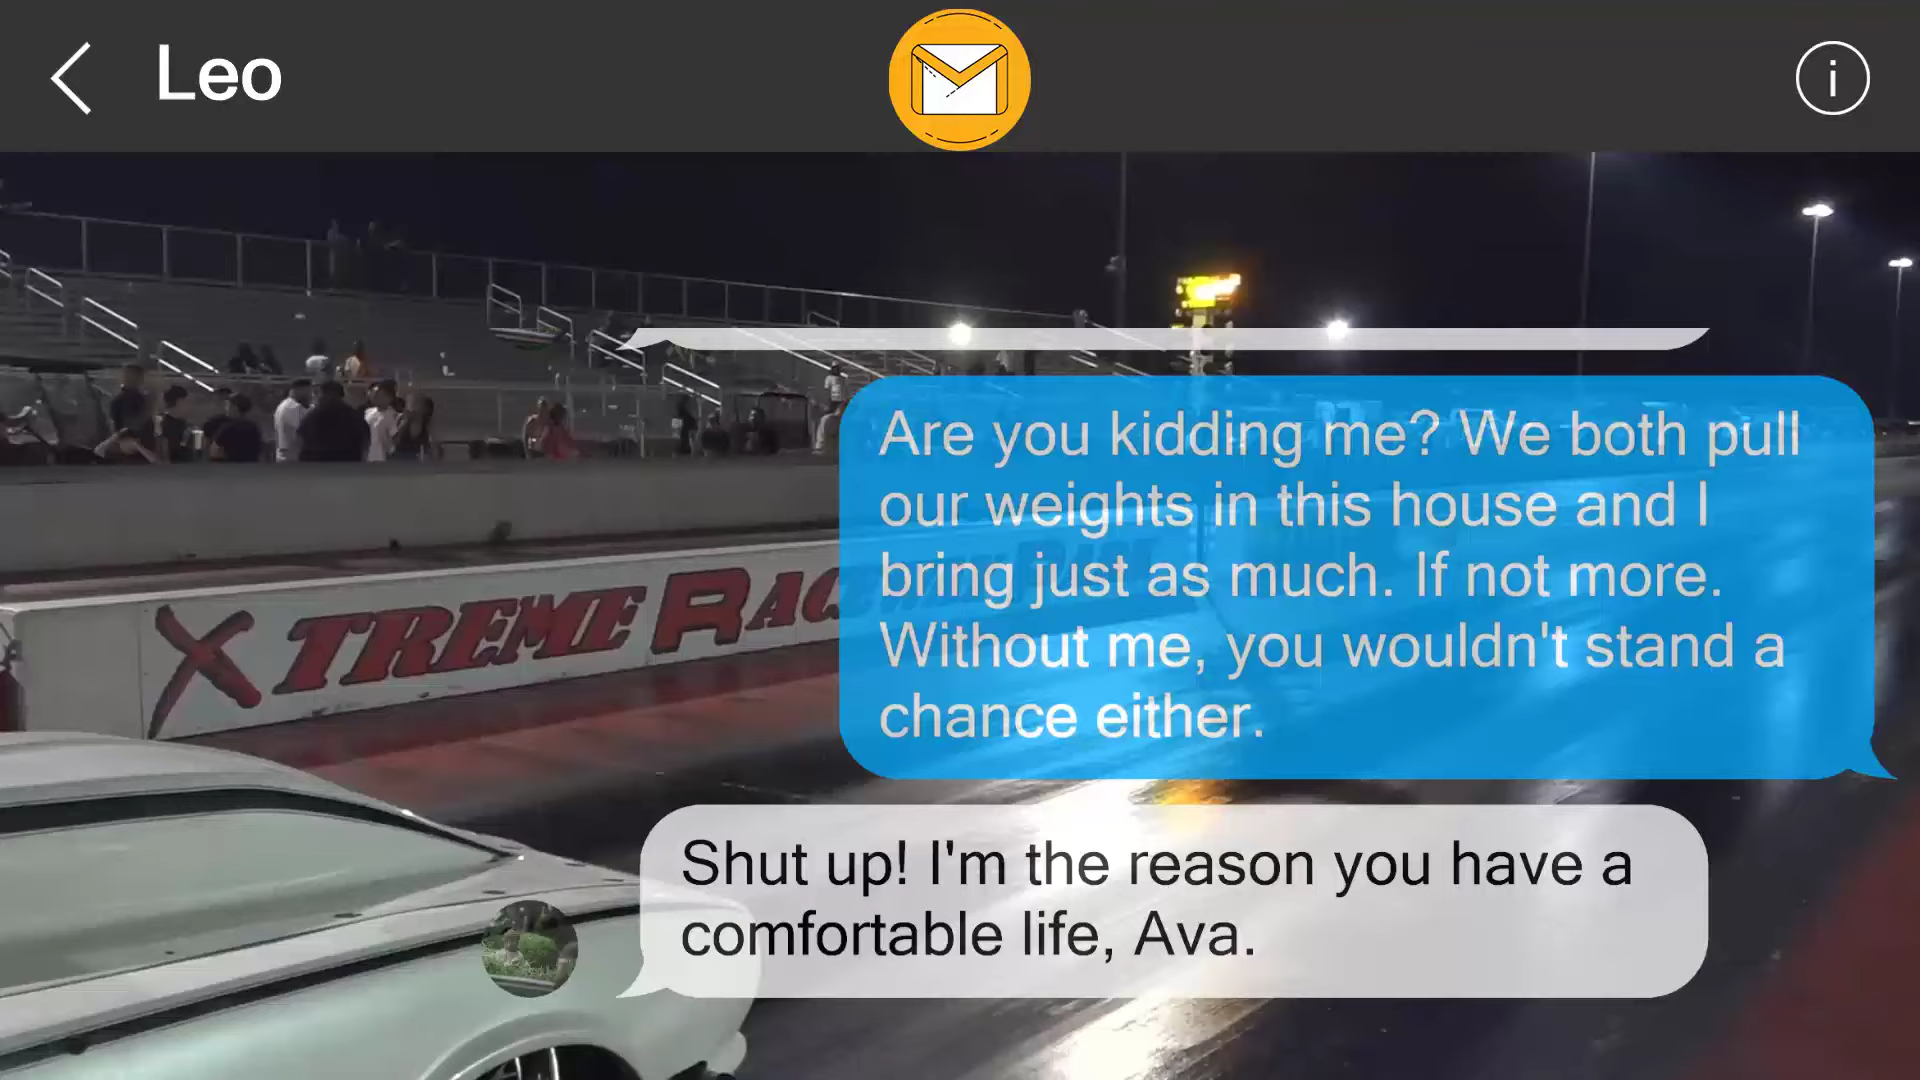 Leo
Are you kidding me? We both pull
our weights in this house and I
bring just as much. If not more.
Without me, you wouldn't stand a
chance either.
XTREME RAC
Shut up! I'm the reason you have a
comfortable life, Ava.